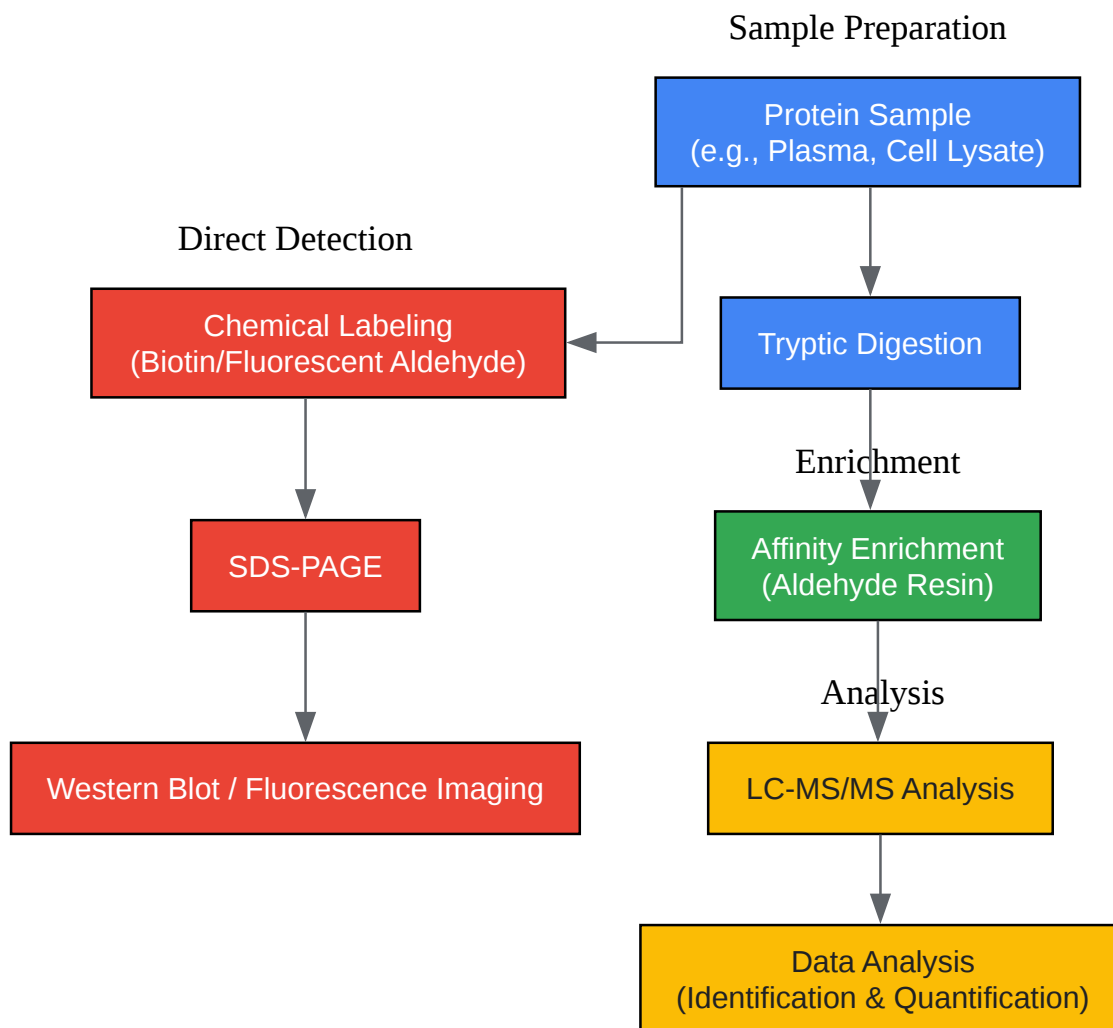 Sample Preparation
Protein Sample
(e.g., Plasma, Cell Lysate)
Direct Detection
Chemical Labeling
(Biotin/Fluorescent Aldehyde)
Tryptic Digestion
Enrichment
SDS-PAGE
Affinity Enrichment
(Aldehyde Resin)
Analysis
Western Blot / Fluorescence Imaging
LC-MS/MS Analysis
Data Analysis
(Identification & Quantification)